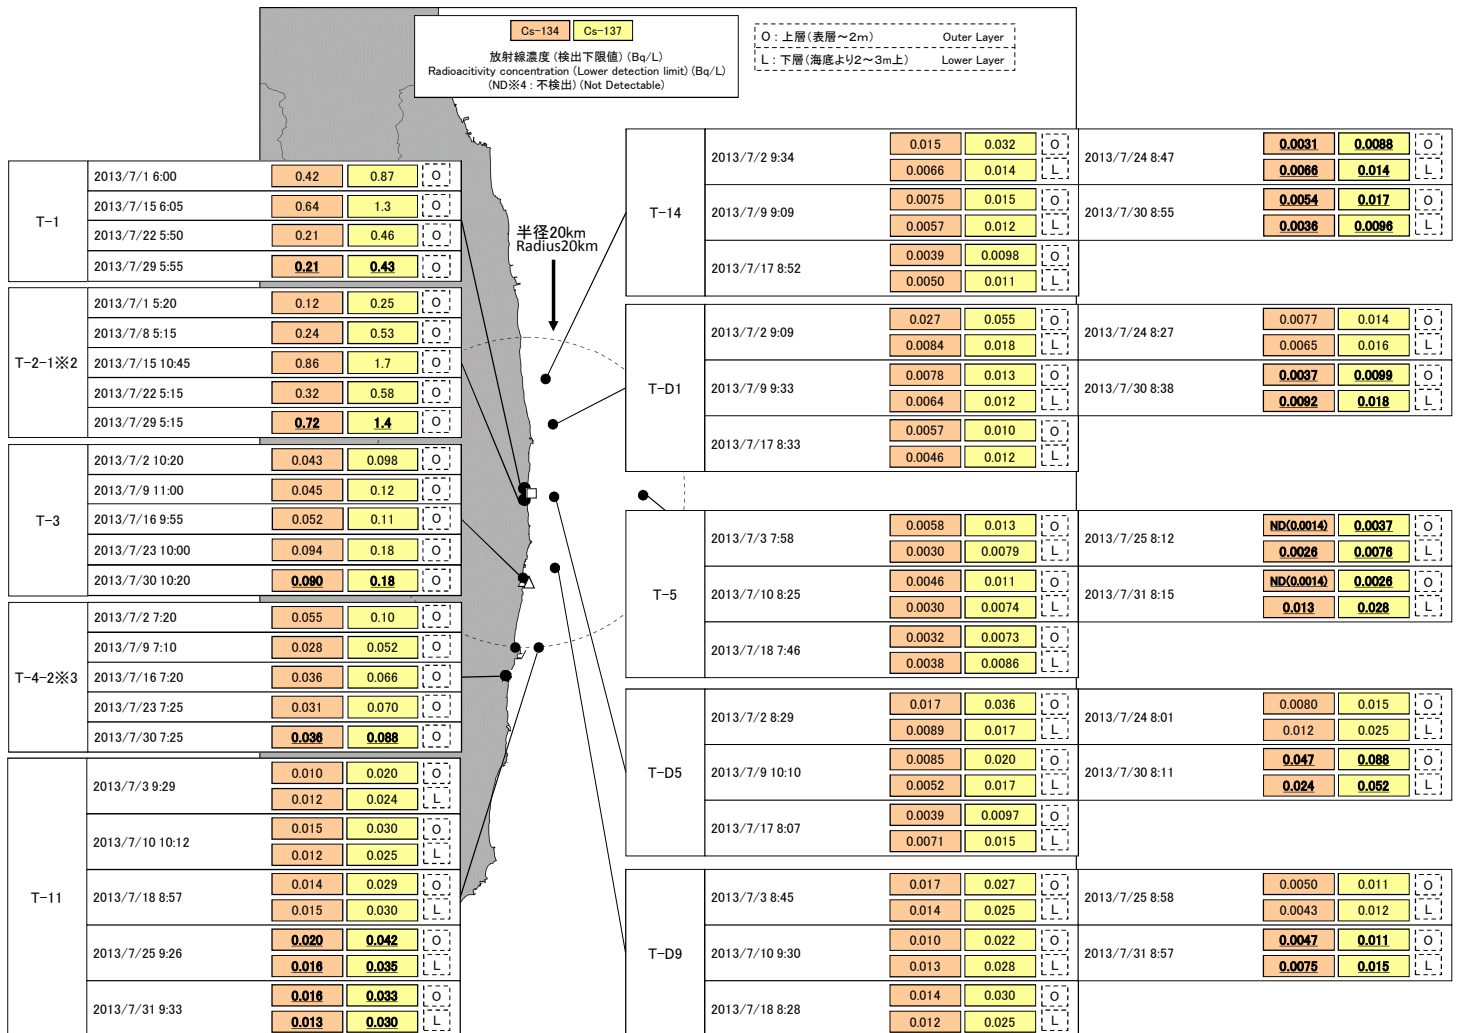 Cs-134 Cs-137
放射線濃度 (検出下限値) (Bq/L)
Radioacitivity concentration (Lower detection limit) (Bq/L)
(ND※4 : 不検出) (Not Detectable)
O : 上層(表層~2m) Outer Layer
L : 下層(海底より2~3m上) Lower Layer
半径20km
Radius20km
T-1
2013/7/1 6:00 0.42 0.87 O
2013/7/15 6:05 0.64 1.3 O
2013/7/22 5:50 0.21 0.46 O
2013/7/29 5:55 0.21 0.43 O
T-2-1※2
2013/7/1 5:20 0.12 0.25 O
2013/7/8 5:15 0.24 0.53 O
2013/7/15 10:45 0.86 1.7 O
2013/7/22 5:15 0.32 0.58 O
2013/7/29 5:15 0.72 1.4 O
T-3
2013/7/2 10:20 0.043 0.098 O
2013/7/9 11:00 0.045 0.12 O
2013/7/16 9:55 0.052 0.11 O
2013/7/23 10:00 0.094 0.18 O
2013/7/30 10:20 0.090 0.18 O
T-4-2※3
2013/7/2 7:20 0.055 0.10 O
2013/7/9 7:10 0.028 0.052 O
2013/7/16 7:20 0.036 0.066 O
2013/7/23 7:25 0.031 0.070 O
2013/7/30 7:25 0.036 0.088 O
T-11
2013/7/3 9:29 0.010 0.020 O
0.012 0.024 L
2013/7/10 10:12 0.015 0.030 O
0.012 0.025 L
2013/7/18 8:57 0.014 0.029 O
0.015 0.030 L
2013/7/25 9:26 0.020 0.042 O
0.016 0.035 L
2013/7/31 9:33 0.016 0.033 O
0.013 0.030 L
T-14
2013/7/2 9:34 0.015 0.032 O
0.0066 0.014 L
2013/7/9 9:09 0.0075 0.015 O
0.0057 0.012 L
2013/7/17 8:52 0.0039 0.0098 O
0.0050 0.011 L
2013/7/24 8:47 0.0031 0.0088 O
0.0066 0.014 L
2013/7/30 8:55 0.0054 0.017 O
0.0036 0.0096 L
T-D1
2013/7/2 9:09 0.027 0.055 O
0.0084 0.018 L
2013/7/9 9:33 0.0078 0.013 O
0.0064 0.012 L
2013/7/17 8:33 0.0057 0.010 O
0.0046 0.012 L
2013/7/24 8:27 0.0077 0.014 O
0.0065 0.016 L
2013/7/30 8:38 0.0037 0.0099 O
0.0092 0.018 L
T-5
2013/7/3 7:58 0.0058 0.013 O
0.0030 0.0079 L
2013/7/10 8:25 0.0046 0.011 O
0.0030 0.0074 L
2013/7/18 7:46 0.0032 0.0073 O
0.0038 0.0086 L
2013/7/25 8:12 ND(0.0014) 0.0037 O
0.0026 0.0076 L
2013/7/31 8:15 ND(0.0014) 0.0026 O
0.013 0.028 L
T-D5
2013/7/2 8:29 0.017 0.036 O
0.0089 0.017 L
2013/7/9 10:10 0.0085 0.020 O
0.0052 0.017 L
2013/7/17 8:07 0.0039 0.0097 O
0.0071 0.015 L
2013/7/24 8:01 0.0080 0.015 O
0.012 0.025 L
2013/7/30 8:11 0.047 0.088 O
0.024 0.052 L
T-D9
2013/7/3 8:45 0.017 0.027 O
0.014 0.025 L
2013/7/10 9:30 0.010 0.022 O
0.013 0.028 L
2013/7/18 8:28 0.014 0.030 O
0.012 0.025 L
2013/7/25 8:58 0.0050 0.011 O
0.0043 0.012 L
2013/7/31 8:57 0.0047 0.011 O
0.0075 0.015 L